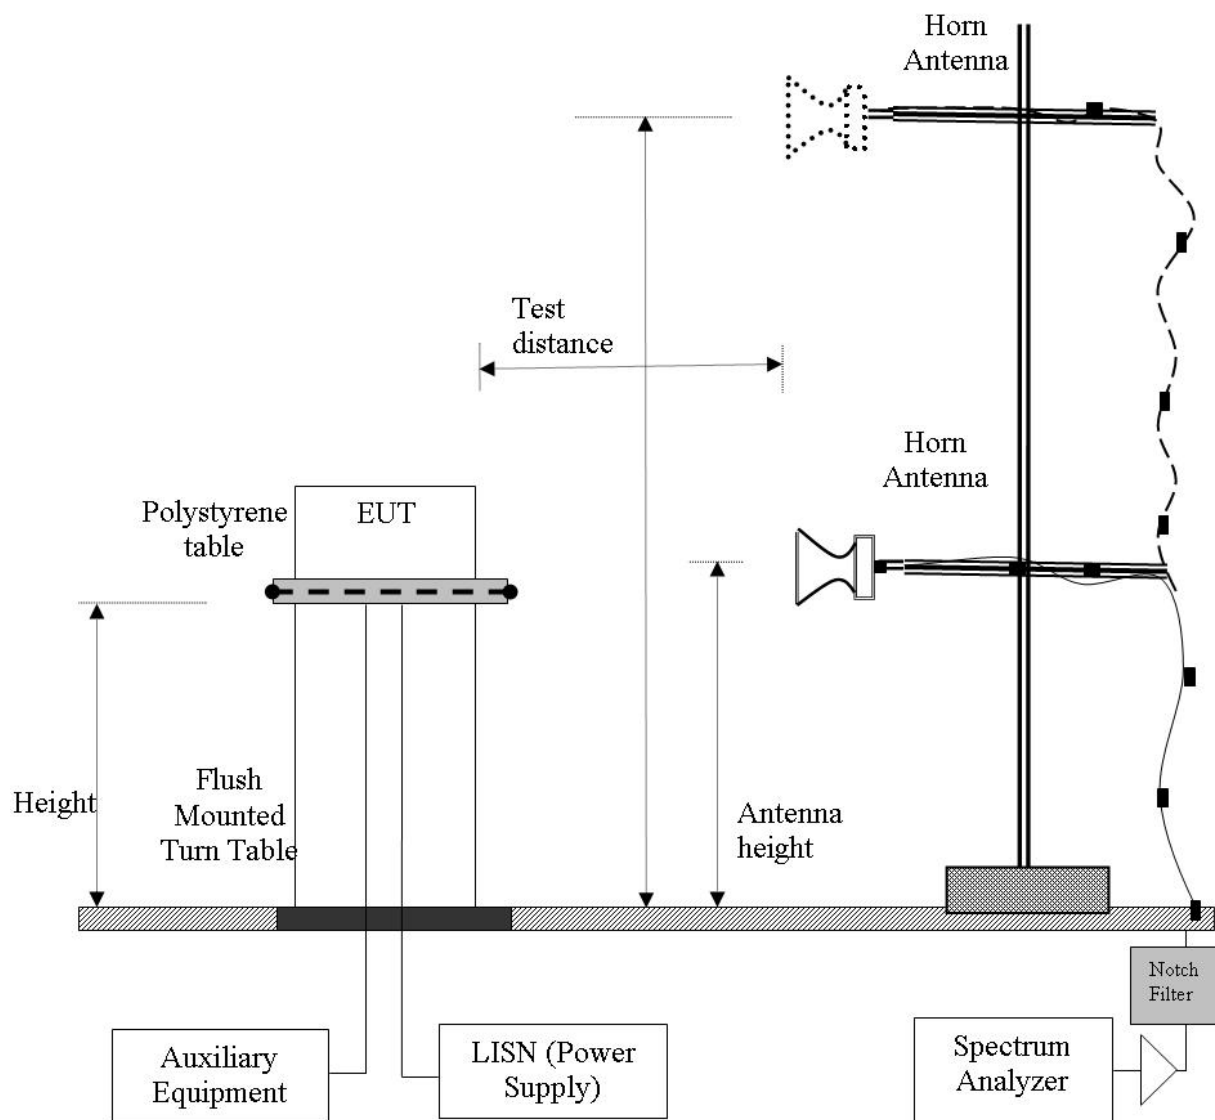 Horn
Antenna
Test
distance
Horn
Antenna
Polystyrene
table
EUT
Flush
Mounted
Turn Table
Height
Antenna
height
Notch
Filter
Auxiliary
Equipment
LISN (Power
Supply)
Spectrum
Analyzer